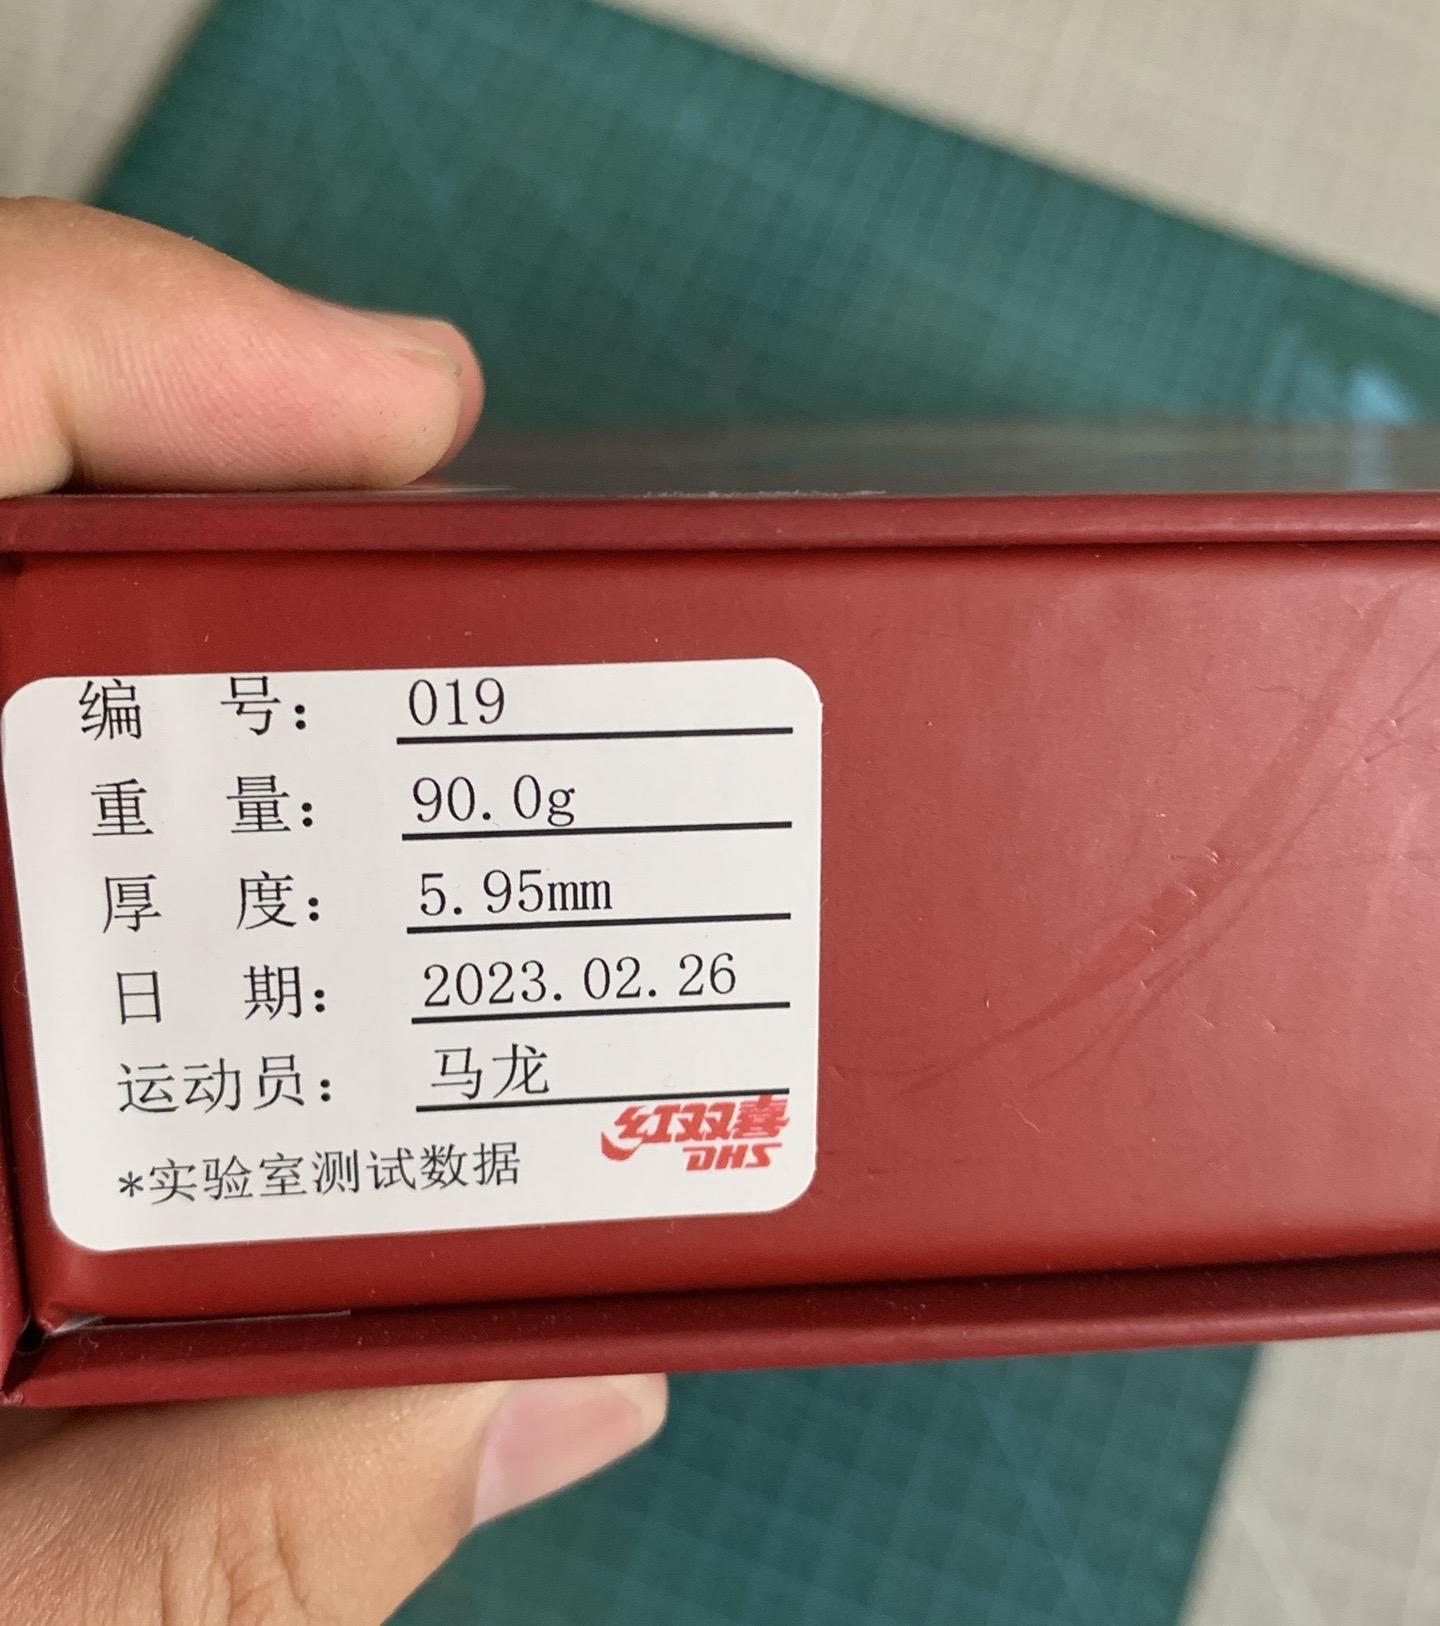 编 号：019
重 量：90.0g
厚 度：5.95mm
日 期：2023.02.26
运动员：马龙
*实验室测试数据
红双喜
DHS